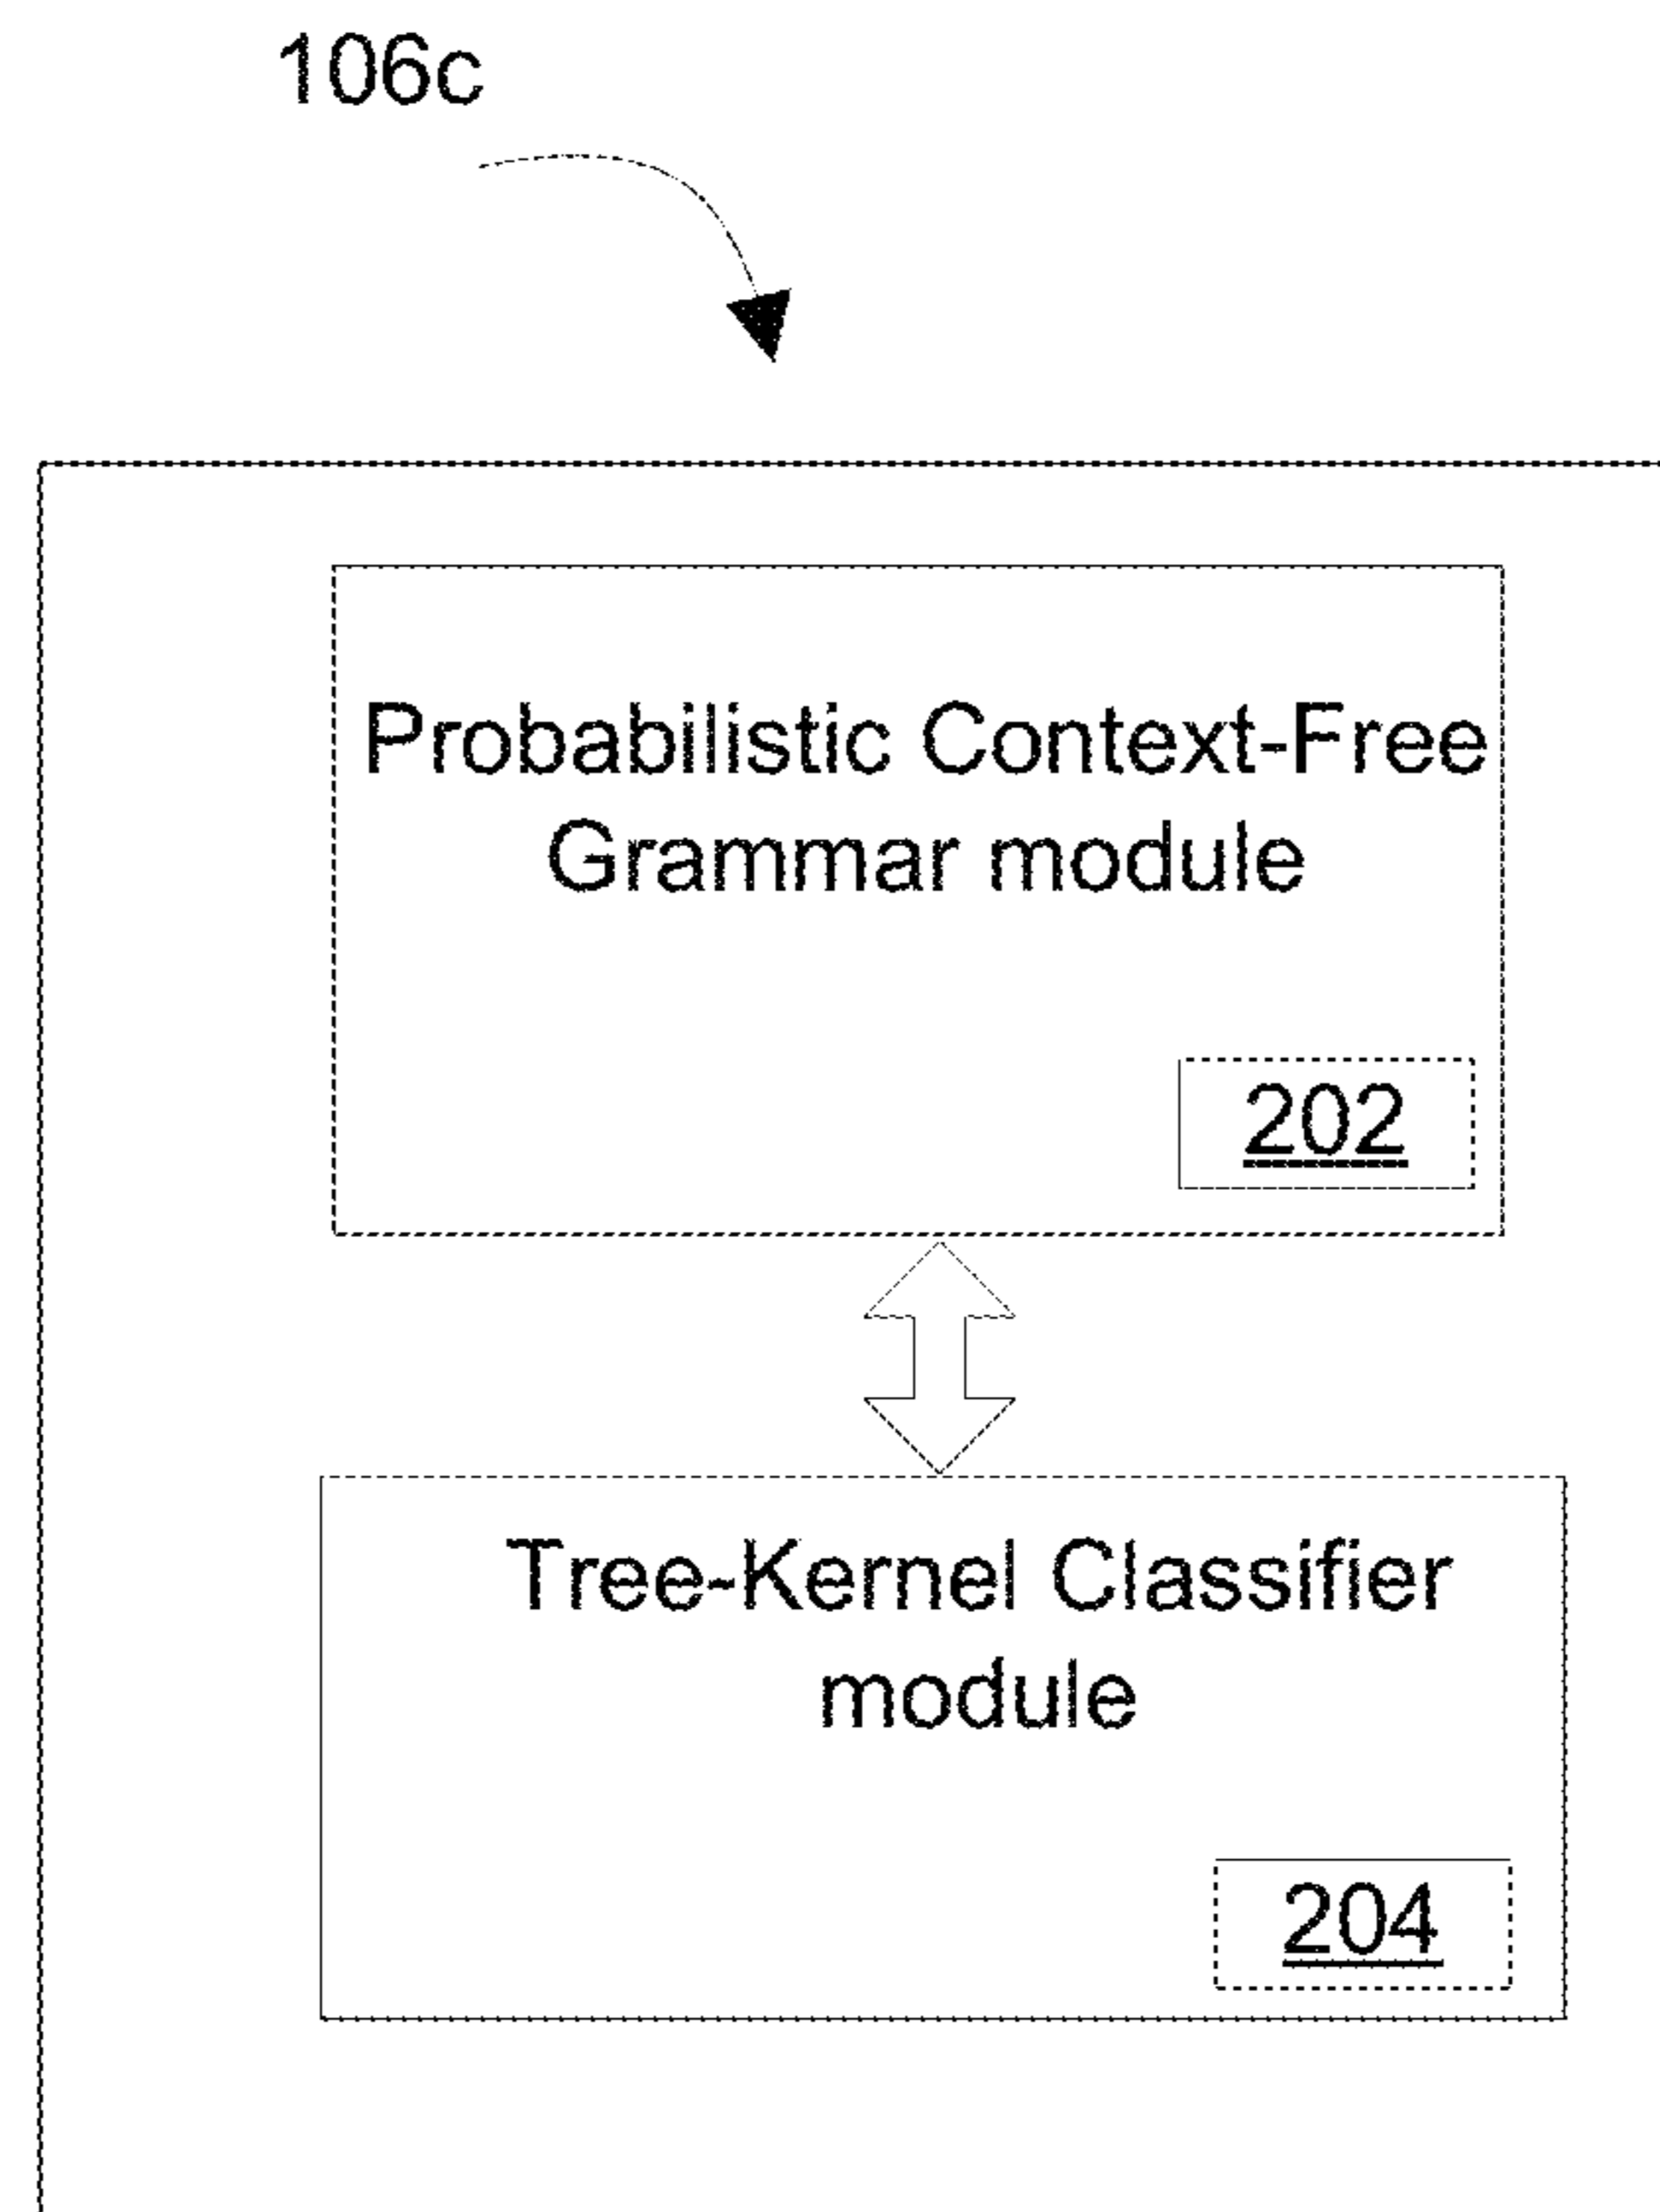 106c
Probabilistic Context-Free
Grammar module
202
Tree-Kernel Classifier
module
204